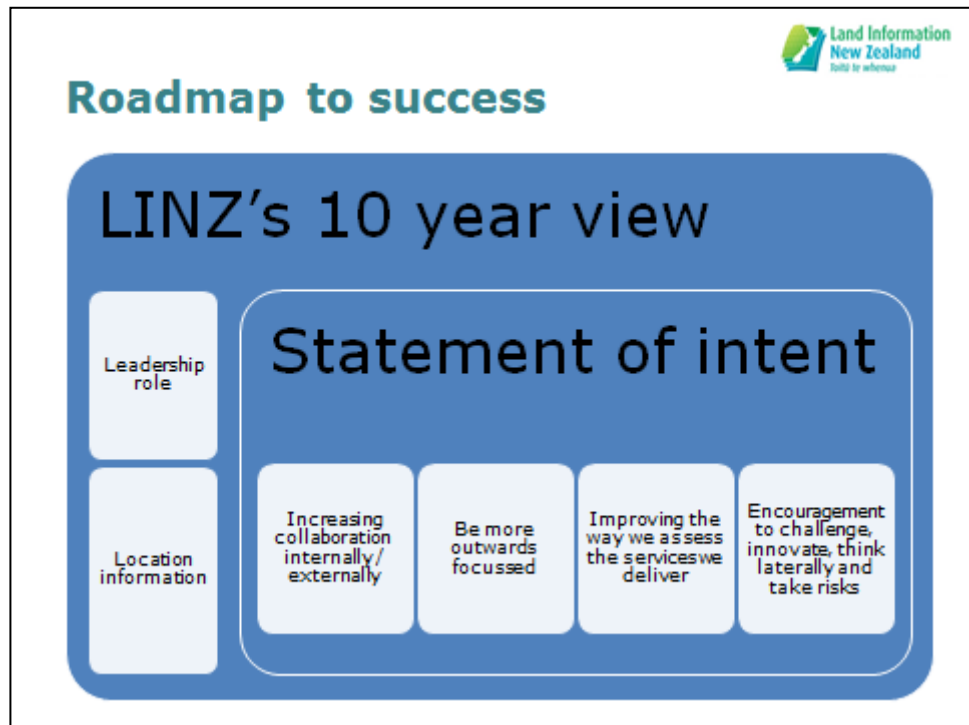 Land Information
New Zealand
Toitū te whenua
Roadmap to success
LINZ's 10 year view
Leadership
role
Location
information
Statement of intent
Increasing
collaboration
internally/
externally
Be more
outwards
focussed
Improving the
way we assess
the serviceswe
deliver
Encouragement
to challenge,
innovate, think
laterally and
take risks